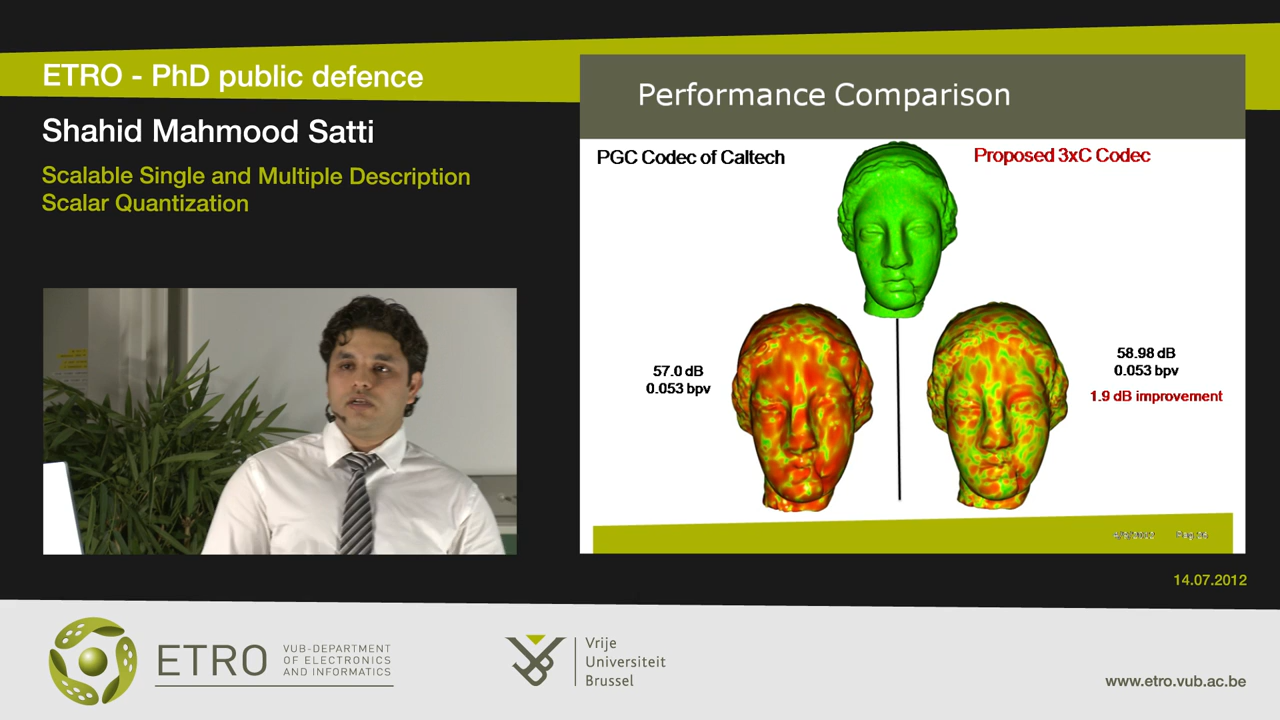 ETRO - PhD public defence
Shahid Mahmood Satti
Scalable Single and Multiple Description
Scalar Quantization
Performance Comparison
PGC Codec of Caltech
Proposed 3xC Codec
57.0 dB
0.053 bpv
58.98 dB
0.053 bpv
1.9 dB improvement
14.07.2012
ETRO
VUB-DEPARTMENT
OF ELECTRONICS
AND INFORMATICS
Vrije
Universiteit
Brussel
www.etro.vub.ac.be